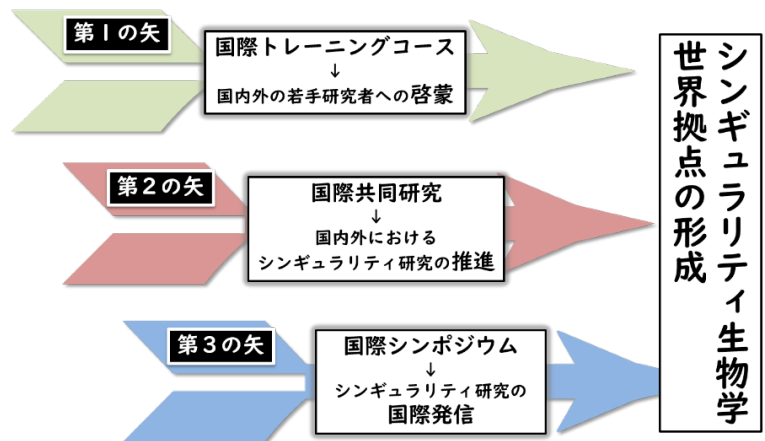 第1の矢
国際トレーニングコース
↓
国内外の若手研究者への啓蒙
第2の矢
国際共同研究
↓
国内外における
シンギュラリティ研究の推進
第3の矢
国際シンポジウム
↓
シンギュラリティ研究の
国際発信
シンギュラリティ生物学
世界拠点の形成